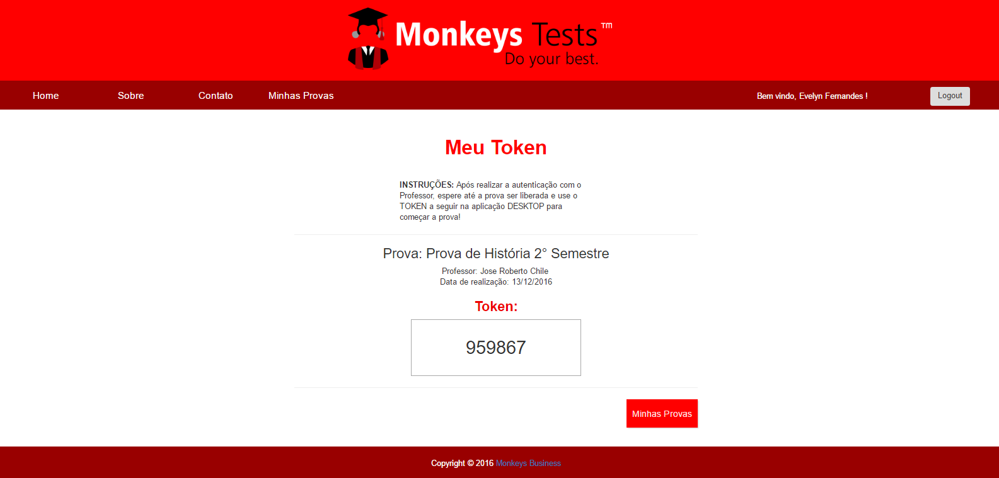 Monkeys Tests™
Do your best.
Home Sobre Contato Minhas Provas Bem vindo, Evelyn Fernandes ! Logout
Meu Token
INSTRUÇÕES: Após realizar a autenticação com o
Professor, espere até a prova ser liberada e use o
TOKEN a seguir na aplicação DESKTOP para
começar a prova!
Prova: Prova de História 2° Semestre
Professor: Jose Roberto Chile
Data de realização: 13/12/2016
Token:
959867
Minhas Provas
Copyright © 2016 Monkeys Business